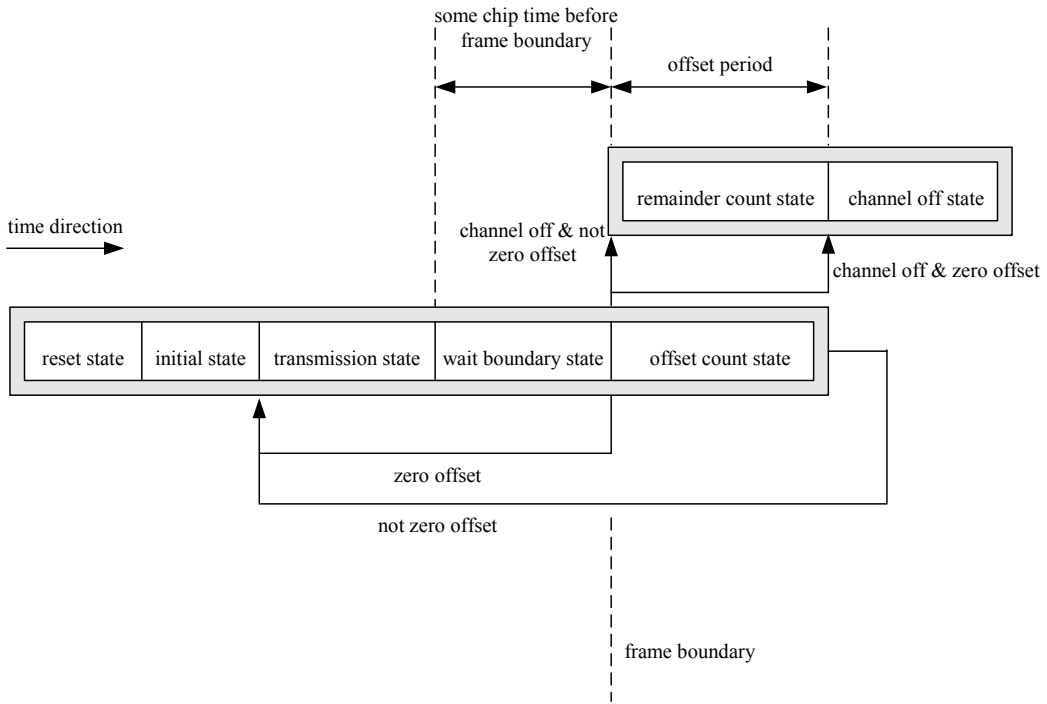 some chip time before
frame boundary
offset period
remainder count state
channel off state
time direction
channel off & not
zero offset
channel off & zero offset
reset state
initial state
transmission state
wait boundary state
offset count state
zero offset
not zero offset
frame boundary